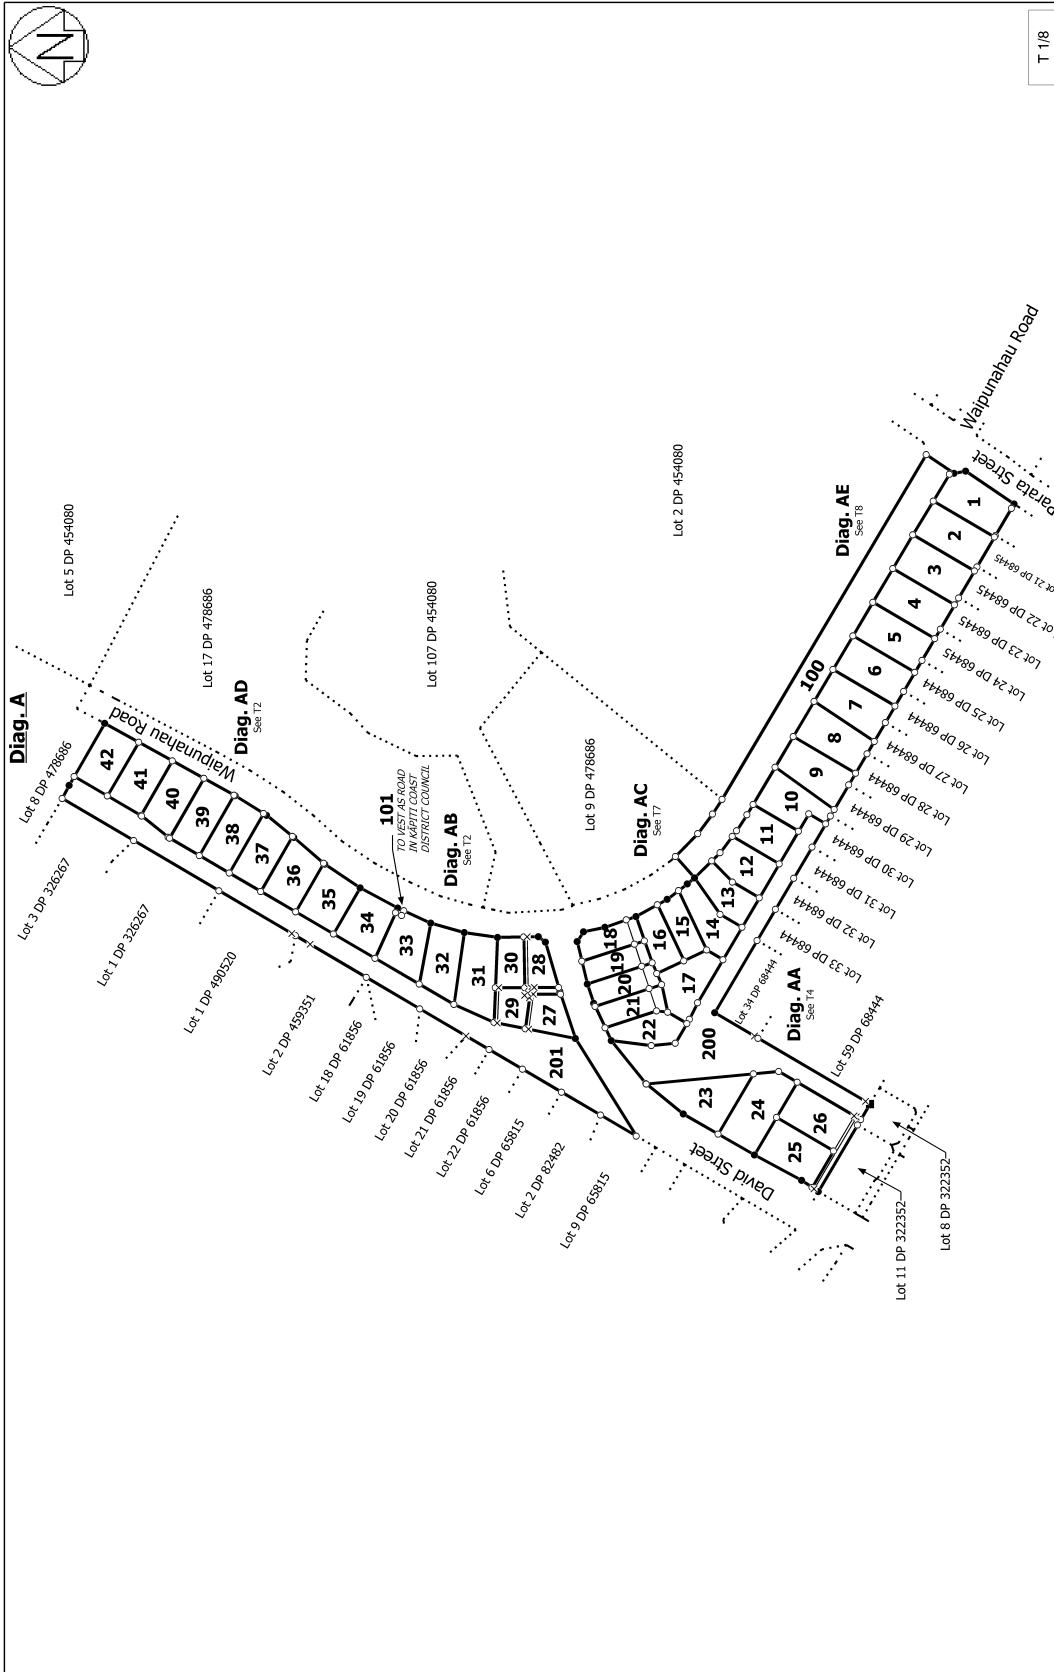 N
T 1/8
Diag. A
Lot 8 DP 478686
Lot 3 DP 326267
Lot 1 DP 326267
Lot 1 DP 490520
Lot 2 DP 459351
Lot 18 DP 61856
Lot 19 DP 61856
Lot 20 DP 61856
Lot 21 DP 61856
Lot 22 DP 61856
Lot 6 DP 65815
Lot 2 DP 82482
Lot 9 DP 65815
Lot 5 DP 454080
Lot 17 DP 478686
Diag. AD
See T2
Waipunahau Road
42
41
40
39
38
37
36
35
34
33
32
31
30
29
28
27
201
101
TO VEST AS ROAD
IN KĀPITI COAST
DISTRICT COUNCIL
Diag. AB
See T2
Lot 107 DP 454080
Lot 2 DP 454080
Lot 9 DP 478686
Diag. AC
See T7
Diag. AE
See T8
Waipunahau Road
Parata Street
100
1
2
3
4
5
6
7
8
9
10
11
12
13
14
15
16
17
18
19
20
21
22
200
23
24
25
26
David Street
Diag. AA
See T4
Lot 21 DP 68445
Lot 22 DP 68445
Lot 23 DP 68445
Lot 24 DP 68445
Lot 25 DP 68444
Lot 26 DP 68444
Lot 27 DP 68444
Lot 28 DP 68444
Lot 29 DP 68444
Lot 30 DP 68444
Lot 31 DP 68444
Lot 32 DP 68444
Lot 33 DP 68444
Lot 34 DP 68444
Lot 59 DP 68444
Lot 8 DP 322352
Lot 11 DP 322352